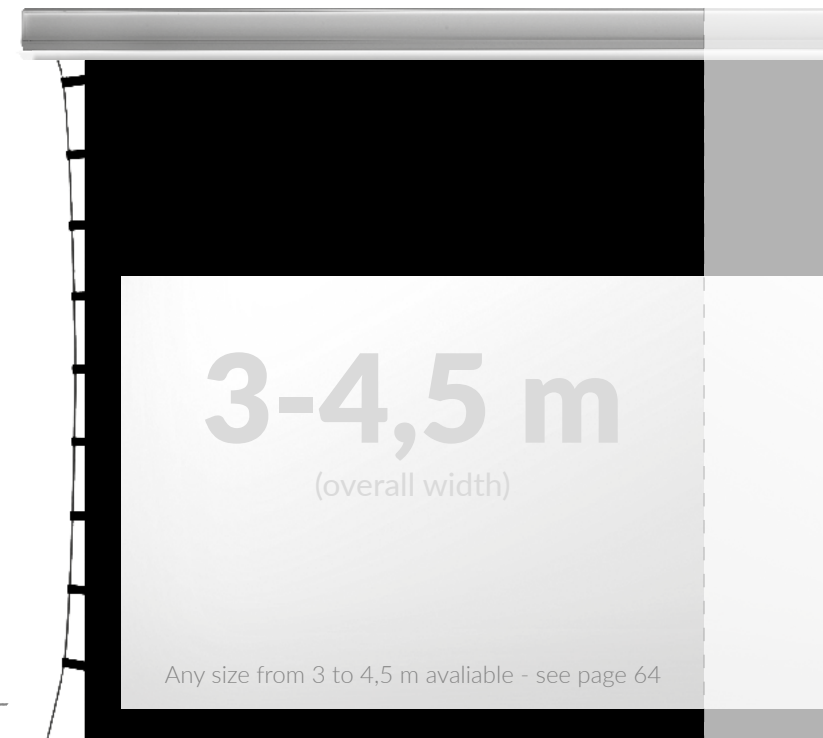 3-4,5 m
(overall width)
Any size from 3 to 4,5 m avaliable - see page 64